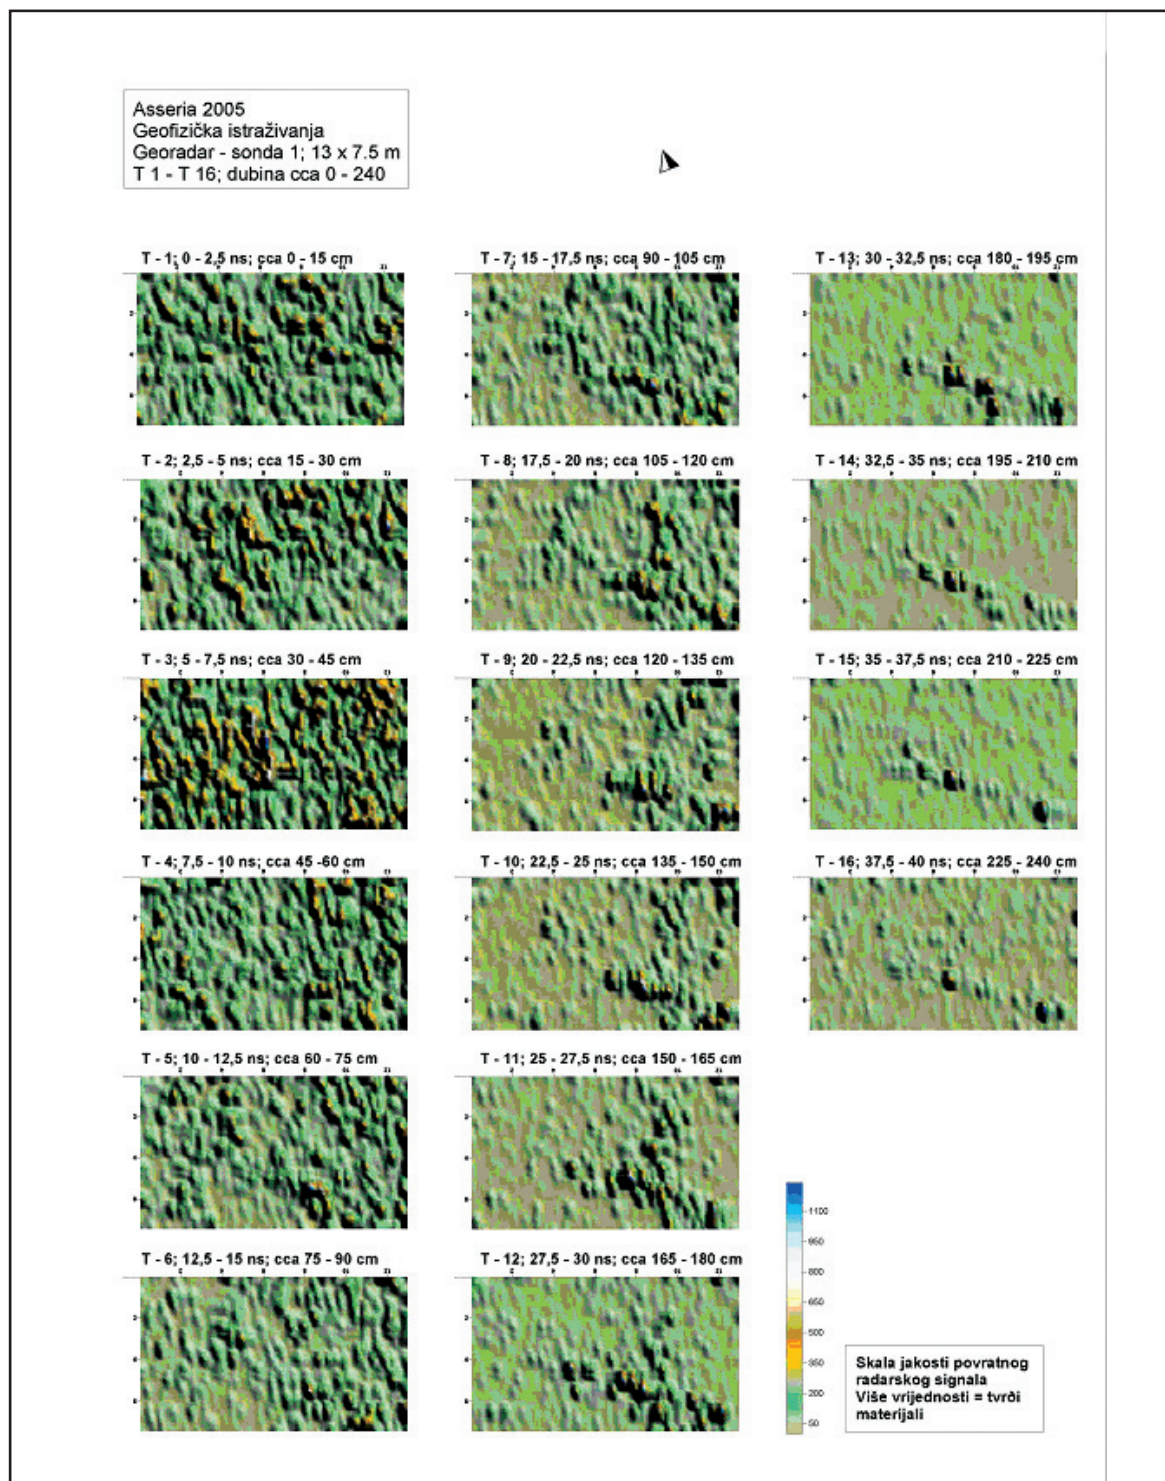 Asseria 2005
Geofizička istraživanja
Georadar - sonda 1; 13 x 7.5 m
T 1 - T 16; dubina cca 0 - 240
T - 1; 0 - 2,5 ns; cca 0 - 15 cm
T - 2; 2,5 - 5 ns; cca 15 - 30 cm
T - 3; 5 - 7,5 ns; cca 30 - 45 cm
T - 4; 7,5 - 10 ns; cca 45 -60 cm
T - 5; 10 - 12,5 ns; cca 60 - 75 cm
T - 6; 12,5 - 15 ns; cca 75 - 90 cm
T - 7; 15 - 17,5 ns; cca 90 - 105 cm
T - 8; 17,5 - 20 ns; cca 105 - 120 cm
T - 9; 20 - 22,5 ns; cca 120 - 135 cm
T - 10; 22,5 - 25 ns; cca 135 - 150 cm
T - 11; 25 - 27,5 ns; cca 150 - 165 cm
T - 12; 27,5 - 30 ns; cca 165 - 180 cm
T - 13; 30 - 32,5 ns; cca 180 - 195 cm
T - 14; 32,5 - 35 ns; cca 195 - 210 cm
T - 15; 35 - 37,5 ns; cca 210 - 225 cm
T - 16; 37,5 - 40 ns; cca 225 - 240 cm
1100
950
800
650
500
350
200
50
Skala jakosti povratnog
radarskog signala
Više vrijednosti = tvrđi
materijali